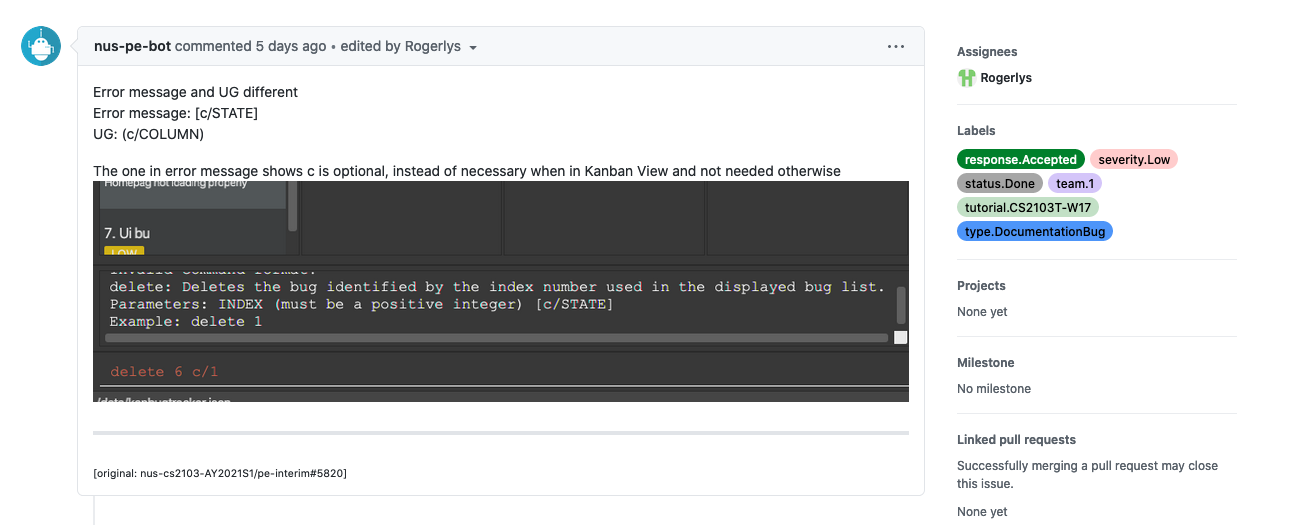 nus-pe-bot commented 5 days ago • edited by Rogerlys
Error message and UG different
Error message: [c/STATE]
UG: (c/COLUMN)
The one in error message shows c is optional, instead of necessary when in Kanban View and not needed otherwise
Homepag not loading properly
7. Ui bu
LOW
Invalid command format.
delete: Deletes the bug identified by the index number used in the displayed bug list.
Parameters: INDEX (must be a positive integer) [c/STATE]
Example: delete 1
delete 6 c/1
/data/kanbugtracker.json
[original: nus-cs2103-AY2021S1/pe-interim#5820]
Assignees
Rogerlys
Labels
response.Accepted severity.Low
status.Done team.1
tutorial.CS2103T-W17
type.DocumentationBug
Projects
None yet
Milestone
No milestone
Linked pull requests
Successfully merging a pull request may close
this issue.
None yet